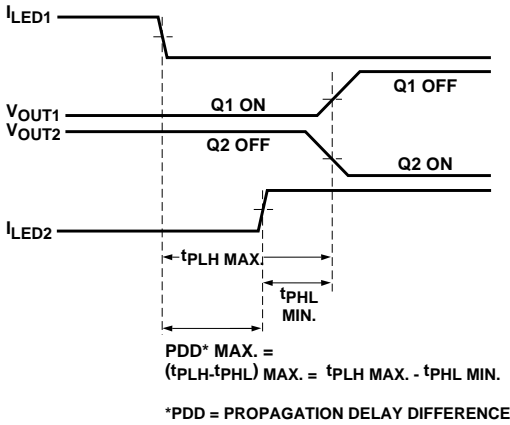 ILED1
Q1 OFF
VOUT1
Q1 ON
VOUT2
Q2 OFF
Q2 ON
ILED2
tPLH MAX.
tPHL
MIN.
PDD* MAX. =
(tPLH-tPHL) MAX. = tPLH MAX. - tPHL MIN.
*PDD = PROPAGATION DELAY DIFFERENCE